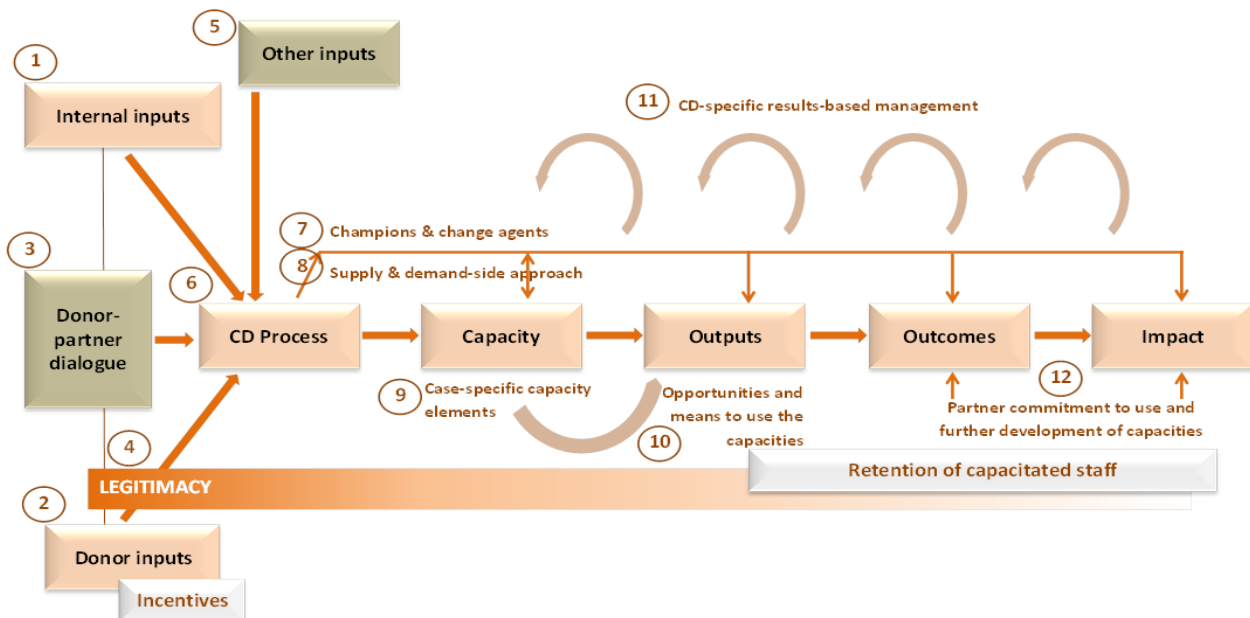 5
Other inputs
1
Internal inputs
11
CD-specific results-based management
3
7
Champions & change agents
8
Supply & demand-side approach
6
Donor-
partner
dialogue
CD Process
Capacity
Outputs
Outcomes
Impact
9
Case-specific capacity
elements
10
Opportunities and
means to use the
capacities
12
Partner commitment to use and
further development of capacities
4
LEGITIMACY
Retention of capacitated staff
2
Donor inputs
Incentives